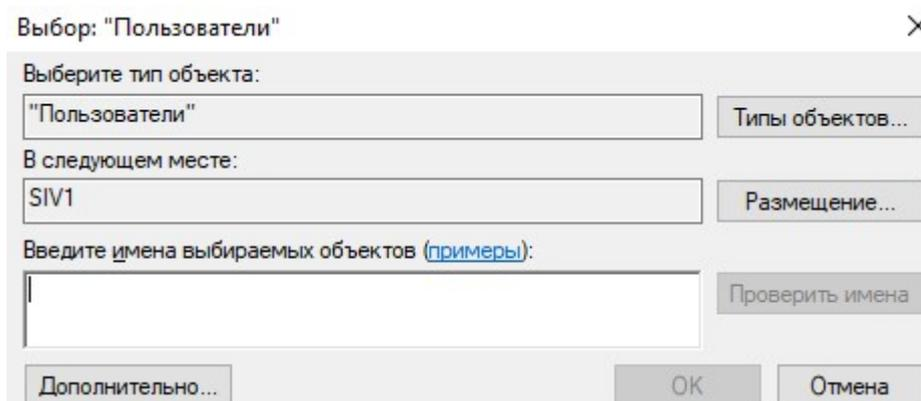 Выбор: "Пользователи"
Выберите тип объекта:
"Пользователи"
Типы объектов...
В следующем месте:
SIV1
Размещение...
Введите имена выбираемых объектов (примеры):
Проверить имена
Дополнительно...
OK
Отмена